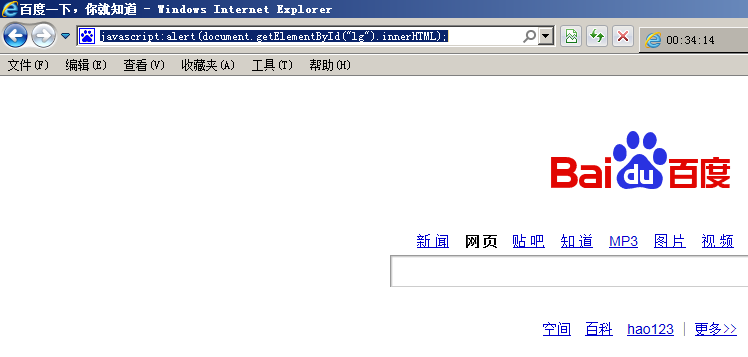 百度一下，你就知道 - Windows Internet Explorer
javascript:alert(document.getElementById("lg").innerHTML);
00:34:14
文件(F) 编辑(E) 查看(V) 收藏夹(A) 工具(T) 帮助(H)
Bai du 百度
新闻 网页 贴吧 知道 MP3 图片 视频
空间 百科 hao123 | 更多>>